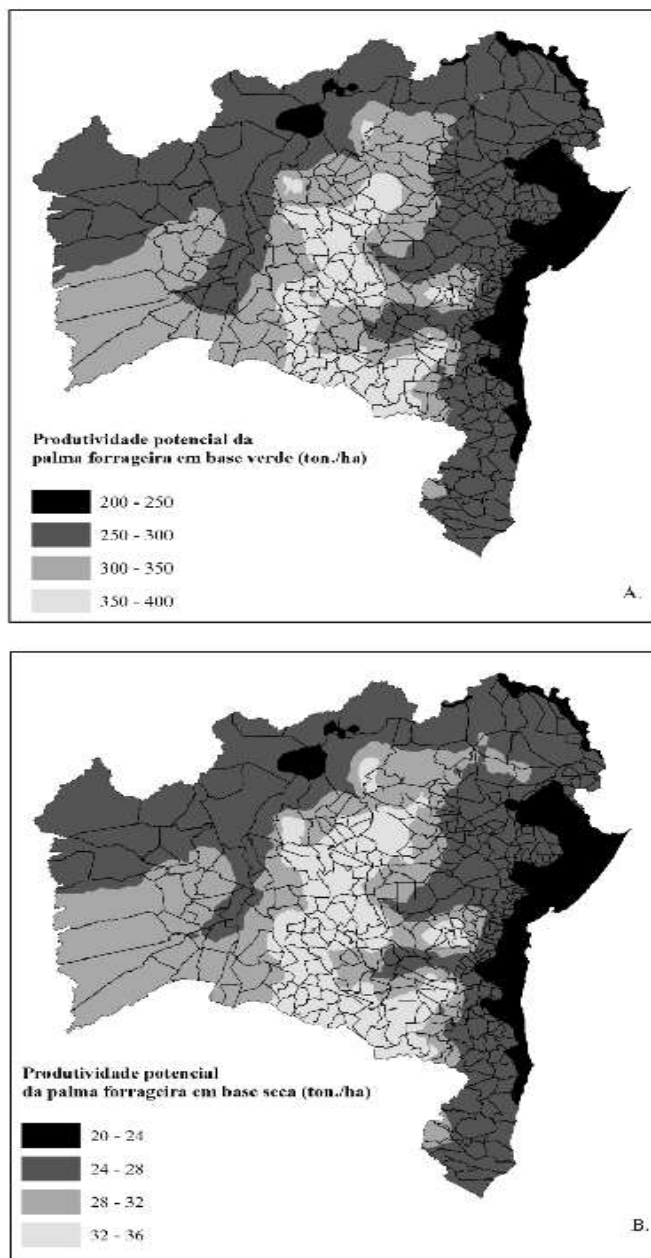 Produtividade potencial da
palma forrageira em base verde (ton./ha)
200 - 250
250 - 300
300 - 350
350 - 400
A.
Produtividade potencial
da palma forrageira em base seca (ton./ha)
20 - 24
24 - 28
28 - 32
32 - 36
B.